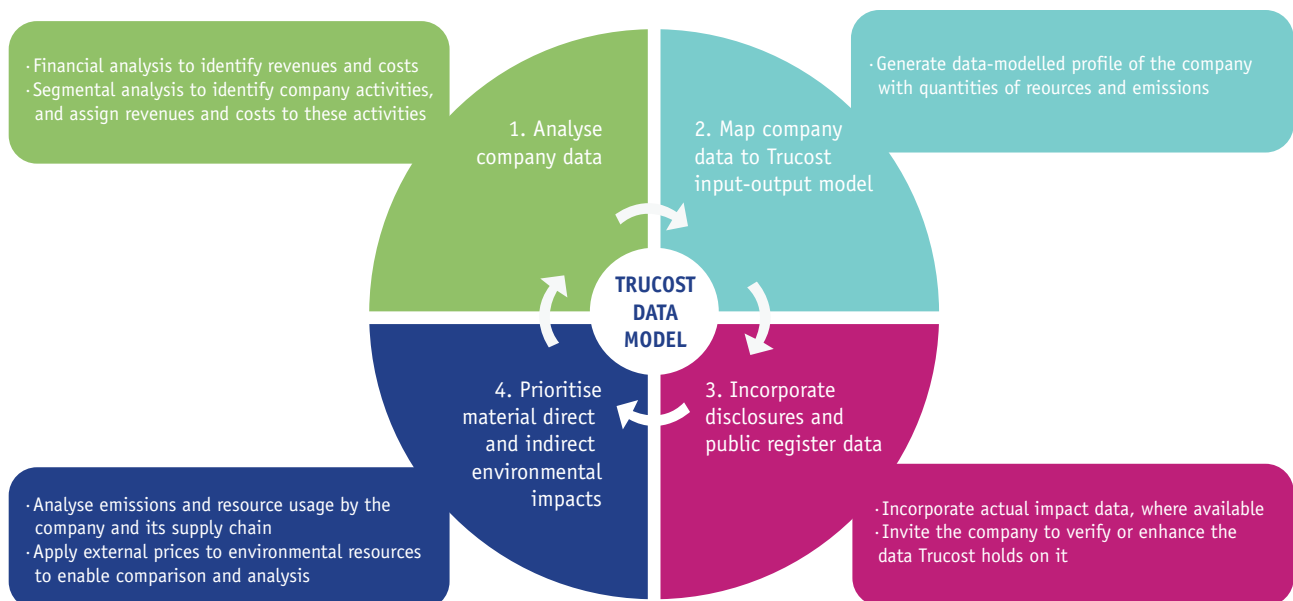 · Financial analysis to identify revenues and costs
· Segmental analysis to identify company activities,
and assign revenues and costs to these activities
1. Analyse
company data
· Generate data-modelled profile of the company
with quantities of reources and emissions
2. Map company
data to Trucost
input-output model
TRUCOST
DATA
MODEL
3. Incorporate
disclosures and
public register data
· Incorporate actual impact data, where available
· Invite the company to verify or enhance the
data Trucost holds on it
4. Prioritise
material direct
and indirect
environmental
impacts
· Analyse emissions and resource usage by the
company and its supply chain
· Apply external prices to environmental resources
to enable comparison and analysis